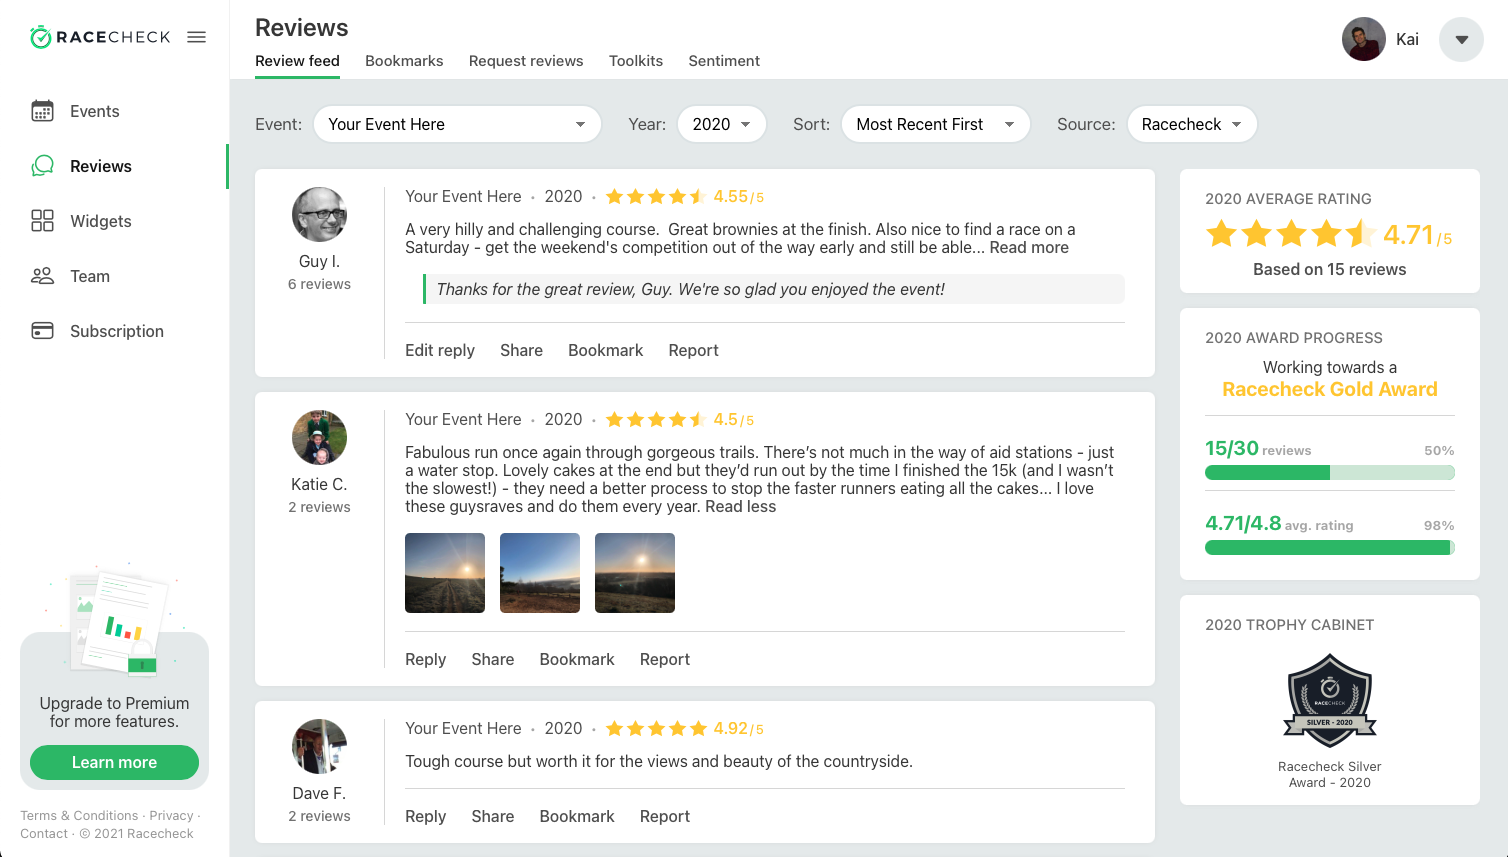 RACECHECK
Events
Reviews
Widgets
Team
Subscription
Upgrade to Premium
for more features.
Learn more
Terms & Conditions · Privacy ·
Contact · © 2021 Racecheck
Reviews
Review feed Bookmarks Request reviews Toolkits Sentiment
Kai
Event: Your Event Here Year: 2020 Sort: Most Recent First Source: Racecheck
Guy I.
6 reviews
Your Event Here · 2020 · 4.55/5
A very hilly and challenging course.  Great brownies at the finish. Also nice to find a race on a
Saturday - get the weekend's competition out of the way early and still be able... Read more
Thanks for the great review, Guy. We're so glad you enjoyed the event!
Edit reply Share Bookmark Report
Katie C.
2 reviews
Your Event Here · 2020 · 4.5/5
Fabulous run once again through gorgeous trails. There’s not much in the way of aid stations - just
a water stop. Lovely cakes at the end but they’d run out by the time I finished the 15k (and I wasn’t
the slowest!) - they need a better process to stop the faster runners eating all the cakes... I love
these guysraves and do them every year. Read less
Reply Share Bookmark Report
Dave F.
2 reviews
Your Event Here · 2020 · 4.92/5
Tough course but worth it for the views and beauty of the countryside.
Reply Share Bookmark Report
2020 AVERAGE RATING
4.71/5
Based on 15 reviews
2020 AWARD PROGRESS
Working towards a
Racecheck Gold Award
15/30 reviews 50%
4.71/4.8 avg. rating 98%
2020 TROPHY CABINET
RACECHECK
SILVER - 2020
Racecheck Silver
Award - 2020